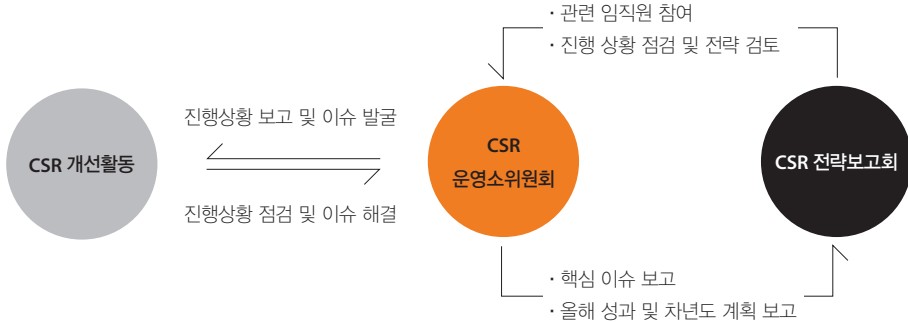 · 관련 임직원 참여
· 진행 상황 점검 및 전략 검토
진행상황 보고 및 이슈 발굴
CSR 개선활동
CSR
운영소위원회
CSR 전략보고회
진행상황 점검 및 이슈 해결
· 핵심 이슈 보고
· 올해 성과 및 차년도 계획 보고